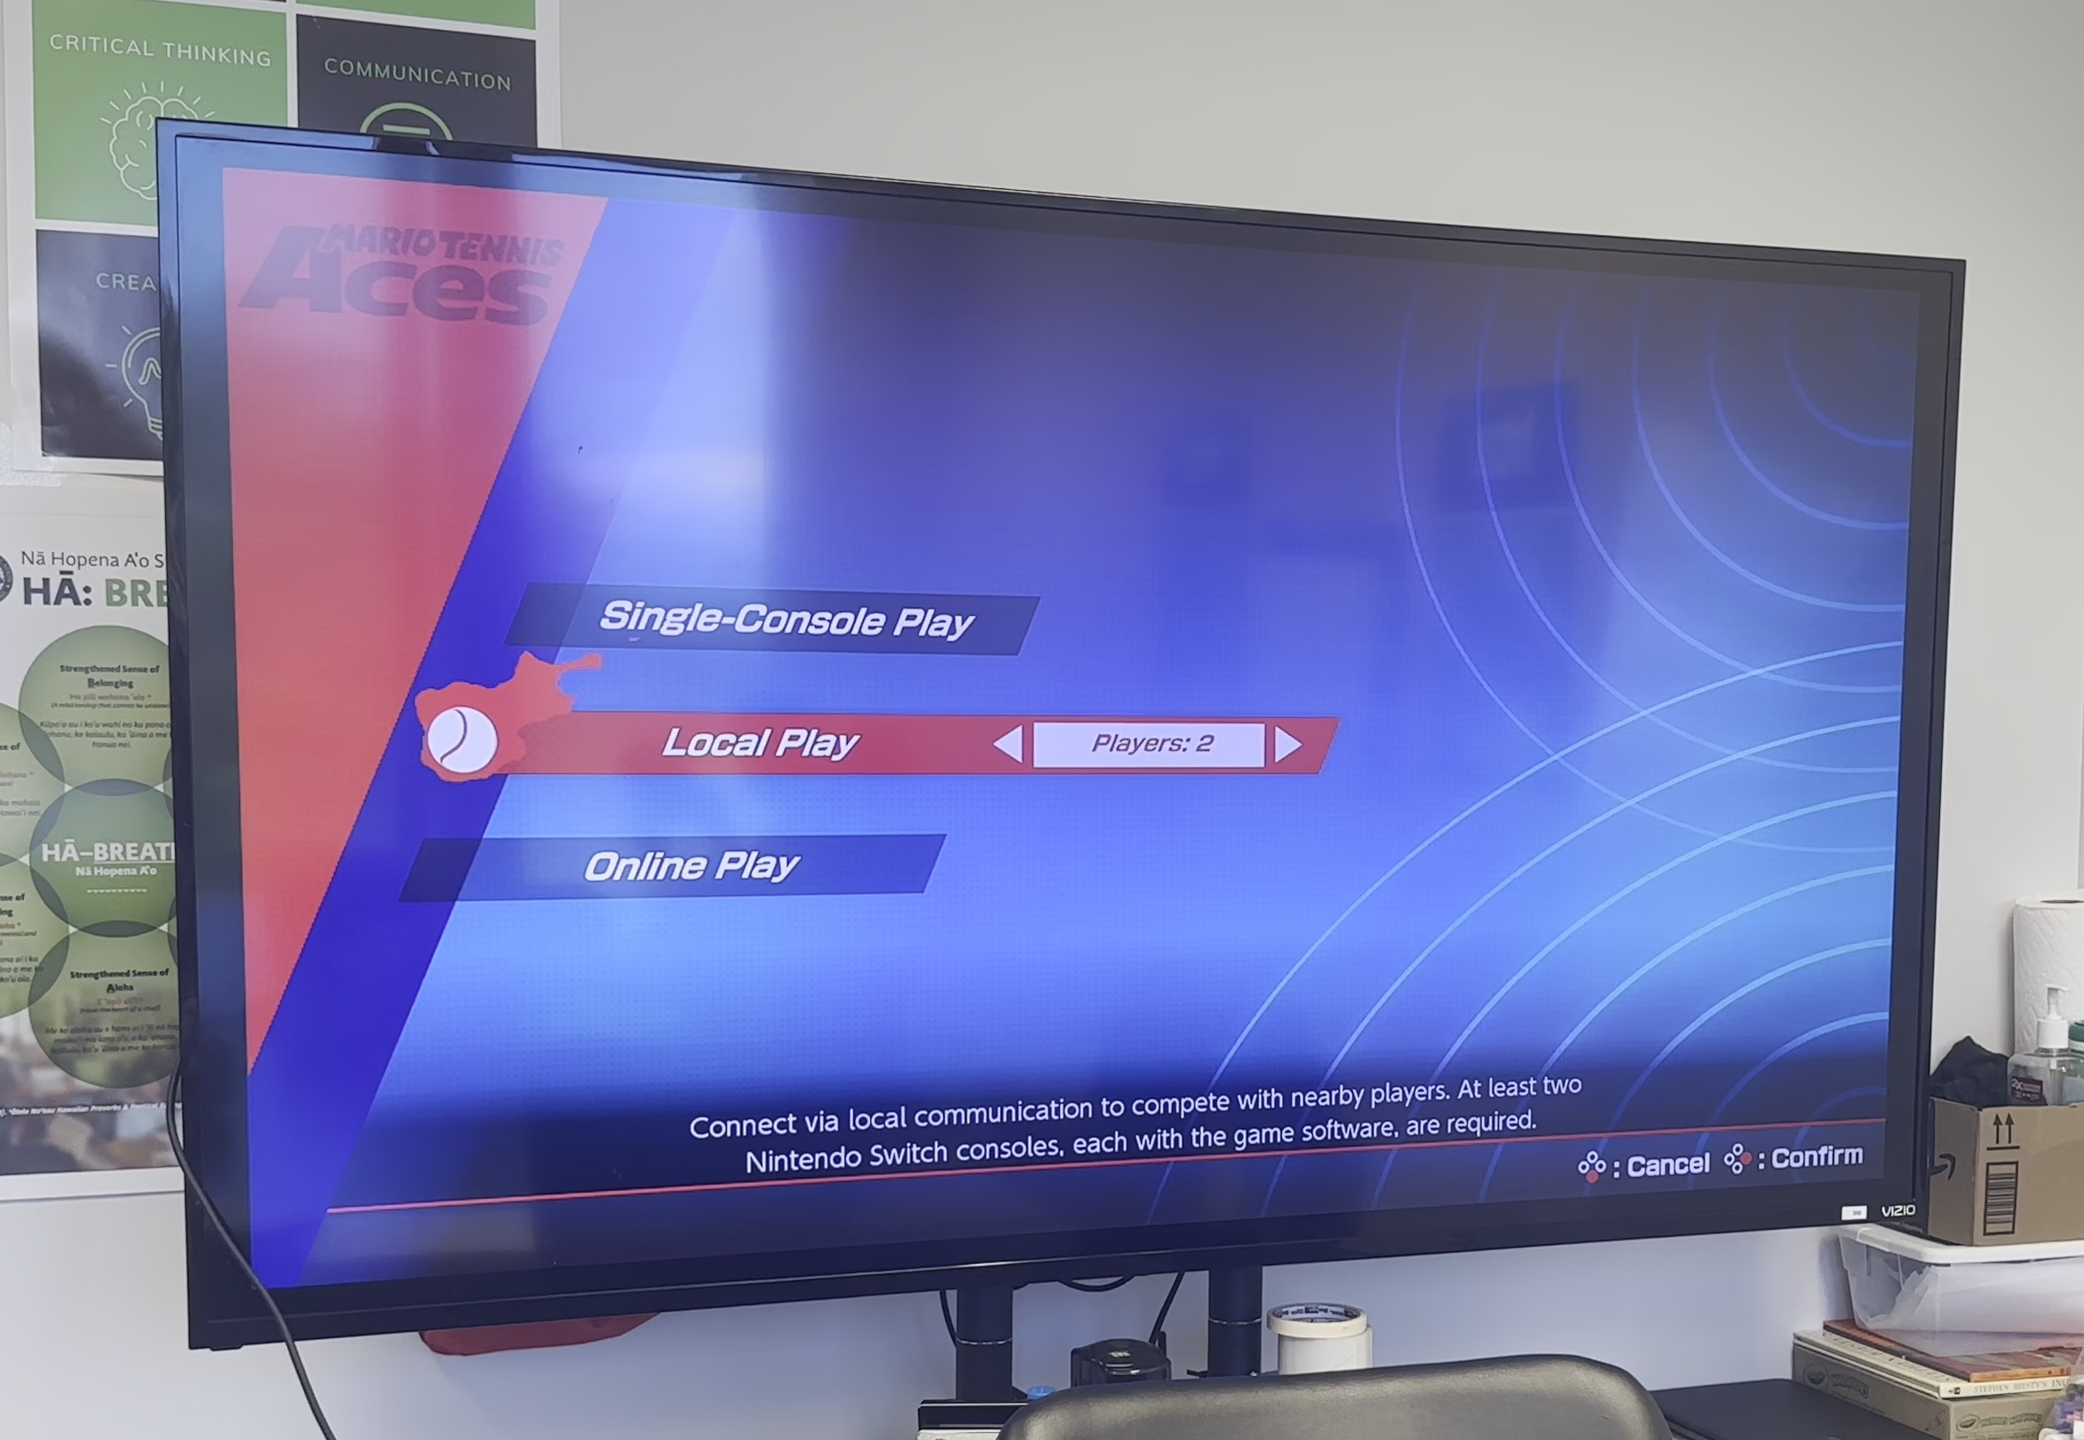 CRITICAL THINKING
COMMUNICATION
CREA
Nā Hopena A'o S
HĀ: BRE
Strengthened Sense of
Belonging
HĀ–BREAT
Nā Hopena A'o
Strengthened Sense of
Aloha
MARIO TENNIS
Aces
Single-Console Play
Local Play
Players: 2
Online Play
Connect via local communication to compete with nearby players. At least two
Nintendo Switch consoles, each with the game software, are required.
: Cancel : Confirm
VIZIO